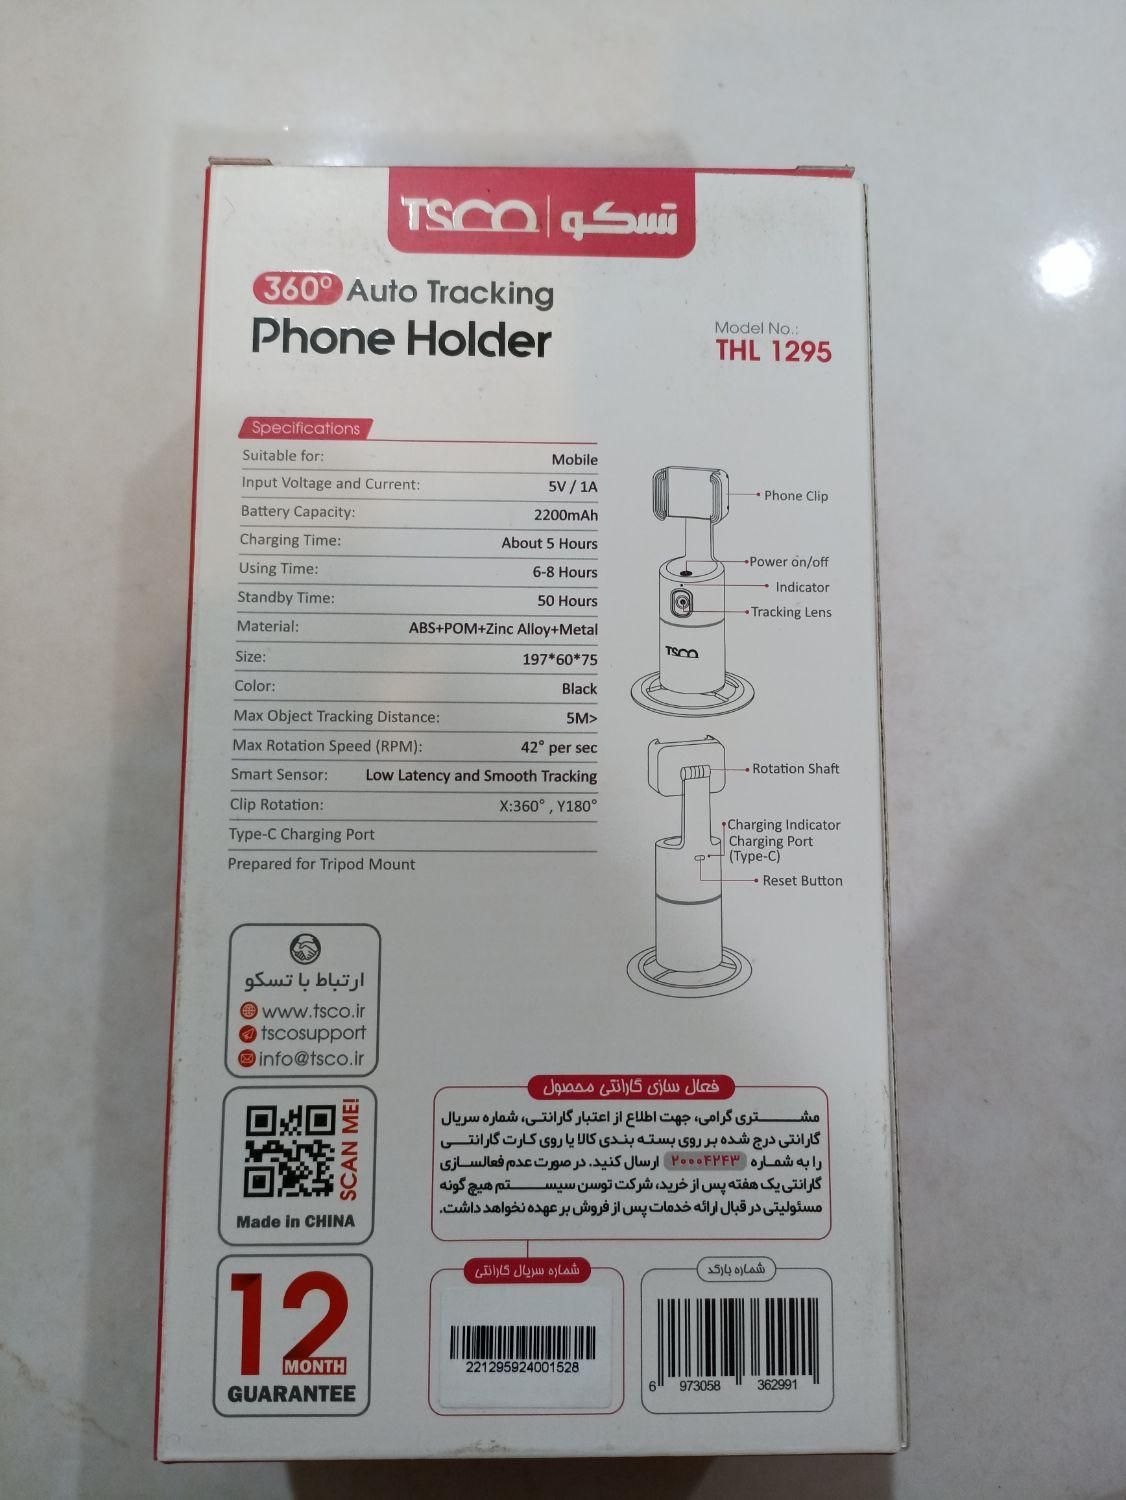 TSCO | تسکو
360° Auto Tracking
Phone Holder
Model No.:
THL 1295
Specifications
Suitable for: Mobile
Input Voltage and Current: 5V / 1A
Battery Capacity: 2200mAh
Charging Time: About 5 Hours
Using Time: 6-8 Hours
Standby Time: 50 Hours
Material: ABS+POM+Zinc Alloy+Metal
Size: 197*60*75
Color: Black
Max Object Tracking Distance: 5M>
Max Rotation Speed (RPM): 42° per sec
Smart Sensor: Low Latency and Smooth Tracking
Clip Rotation: X:360° , Y180°
Type-C Charging Port
Prepared for Tripod Mount
Phone Clip
Power on/off
Indicator
Tracking Lens
TSCO
Rotation Shaft
Charging Indicator
Charging Port
(Type-C)
Reset Button
ارتباط با تسکو
www.tsco.ir
tscosupport
info@tsco.ir
SCAN ME!
Made in CHINA
12
MONTH
GUARANTEE
فعال سازی گارانتی محصول
مشتری گرامی، جهت اطلاع از اعتبار گارانتی، شماره سریال
گارانتی درج شده بر روی بسته بندی کالا یا روی کارت گارانتی
را به شماره ۲۰۰۰۴۲۴۳ ارسال کنید. در صورت عدم فعالسازی
گارانتی یک هفته پس از خرید، شرکت توسن سیستم هیچ گونه
مسئولیتی در قبال ارائه خدمات پس از فروش بر عهده نخواهد داشت.
شماره سریال گارانتی
221295924001528
شماره بارکد
6 973058 362991